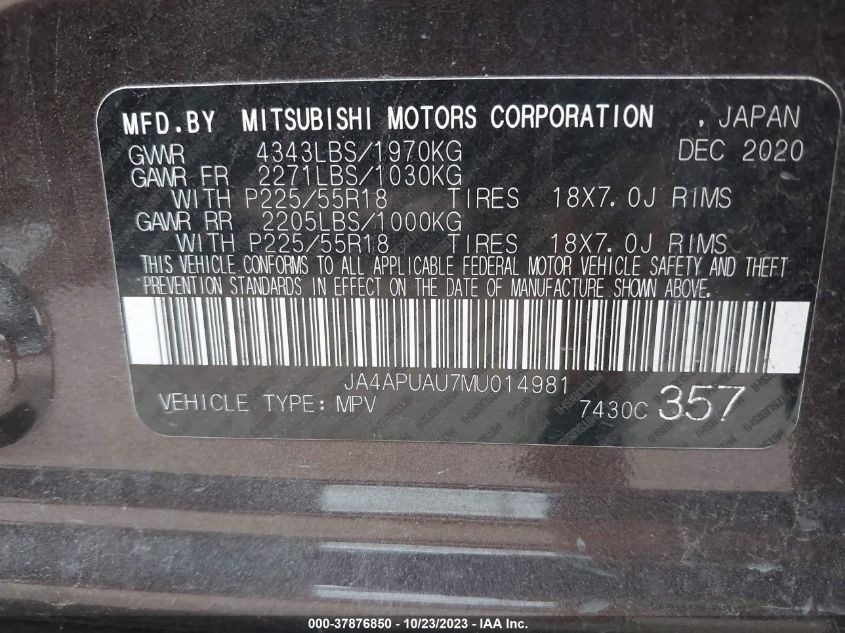 MFD.BY MITSUBISHI MOTORS CORPORATION , JAPAN
GVWR 4343LBS/1970KG DEC 2020
GAWR FR 2271LBS/1030KG
WITH P225/55R18 TIRES 18X7.0J RIMS
GAWR RR 2205LBS/1000KG
WITH P225/55R18 TIRES 18X7.0J RIMS
THIS VEHICLE CONFORMS TO ALL APPLICABLE FEDERAL MOTOR VEHICLE SAFETY AND THEFT
PREVENTION STANDARDS IN EFFECT ON THE DATE OF MANUFACTURE SHOWN ABOVE.
JA4APUAU7MU014981
VEHICLE TYPE: MPV 7430C 357
000-37876850 - 10/23/2023 - IAA Inc.